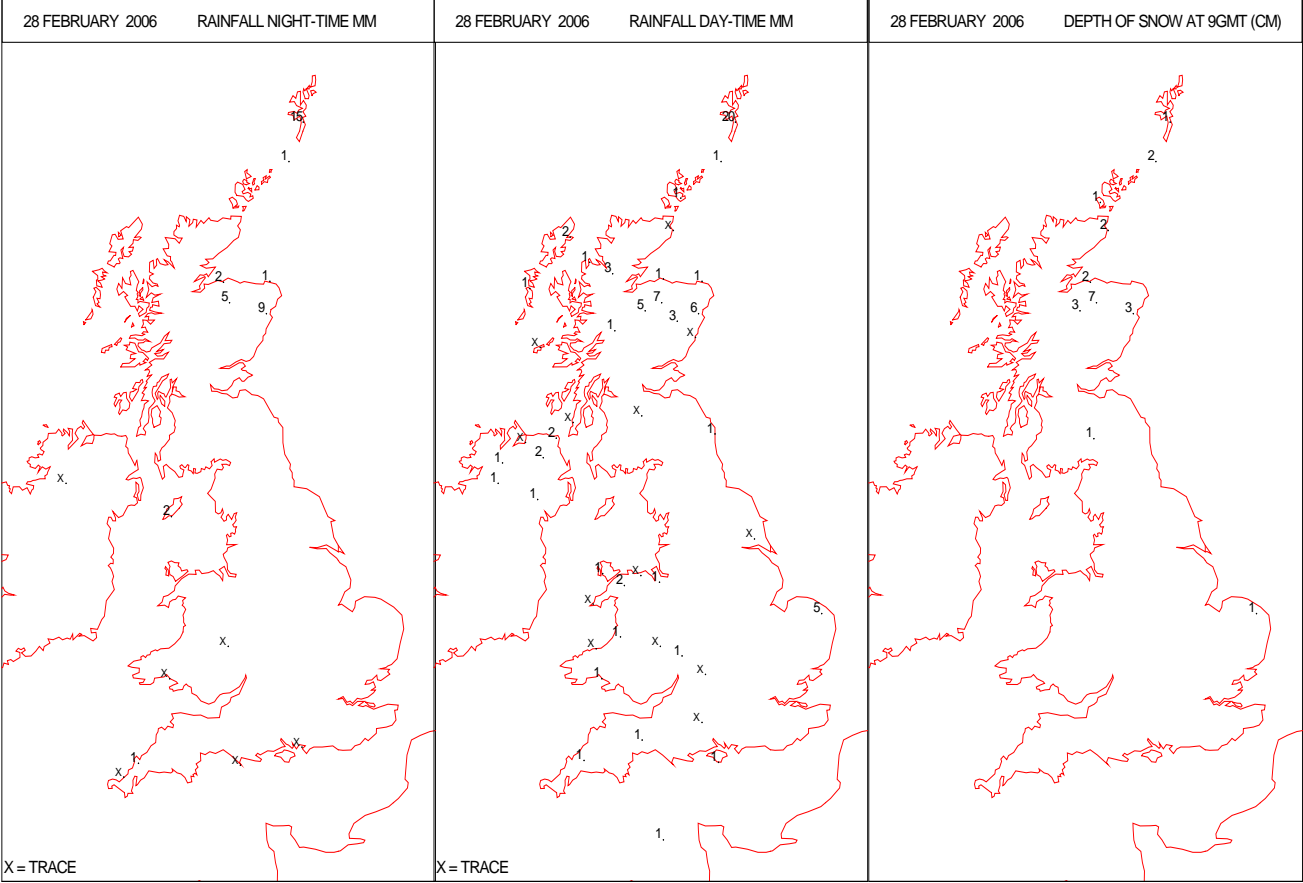 28 FEBRUARY 2006 RAINFALL NIGHT-TIME MM
15.
1.
2. 1.
5.
9.
X.
2.
X.
X.
X.
1. X.
X.
X = TRACE
28 FEBRUARY 2006 RAINFALL DAY-TIME MM
20.
1.
1.
X.
2.
1.
3.
1. 1.
1.
7.
5. 6.
3.
1.
X.
X.
X.
X.
1.
2.
X.
2.
1.
1.
1.
X.
1. X.
1.
2.
X.
5.
1.
X. X.
1.
X.
1.
X.
1.
1. 1.
1.
X = TRACE
28 FEBRUARY 2006 DEPTH OF SNOW AT 9GMT (CM)
1.
2.
1.
2.
2.
7.
3. 3.
1.
1.